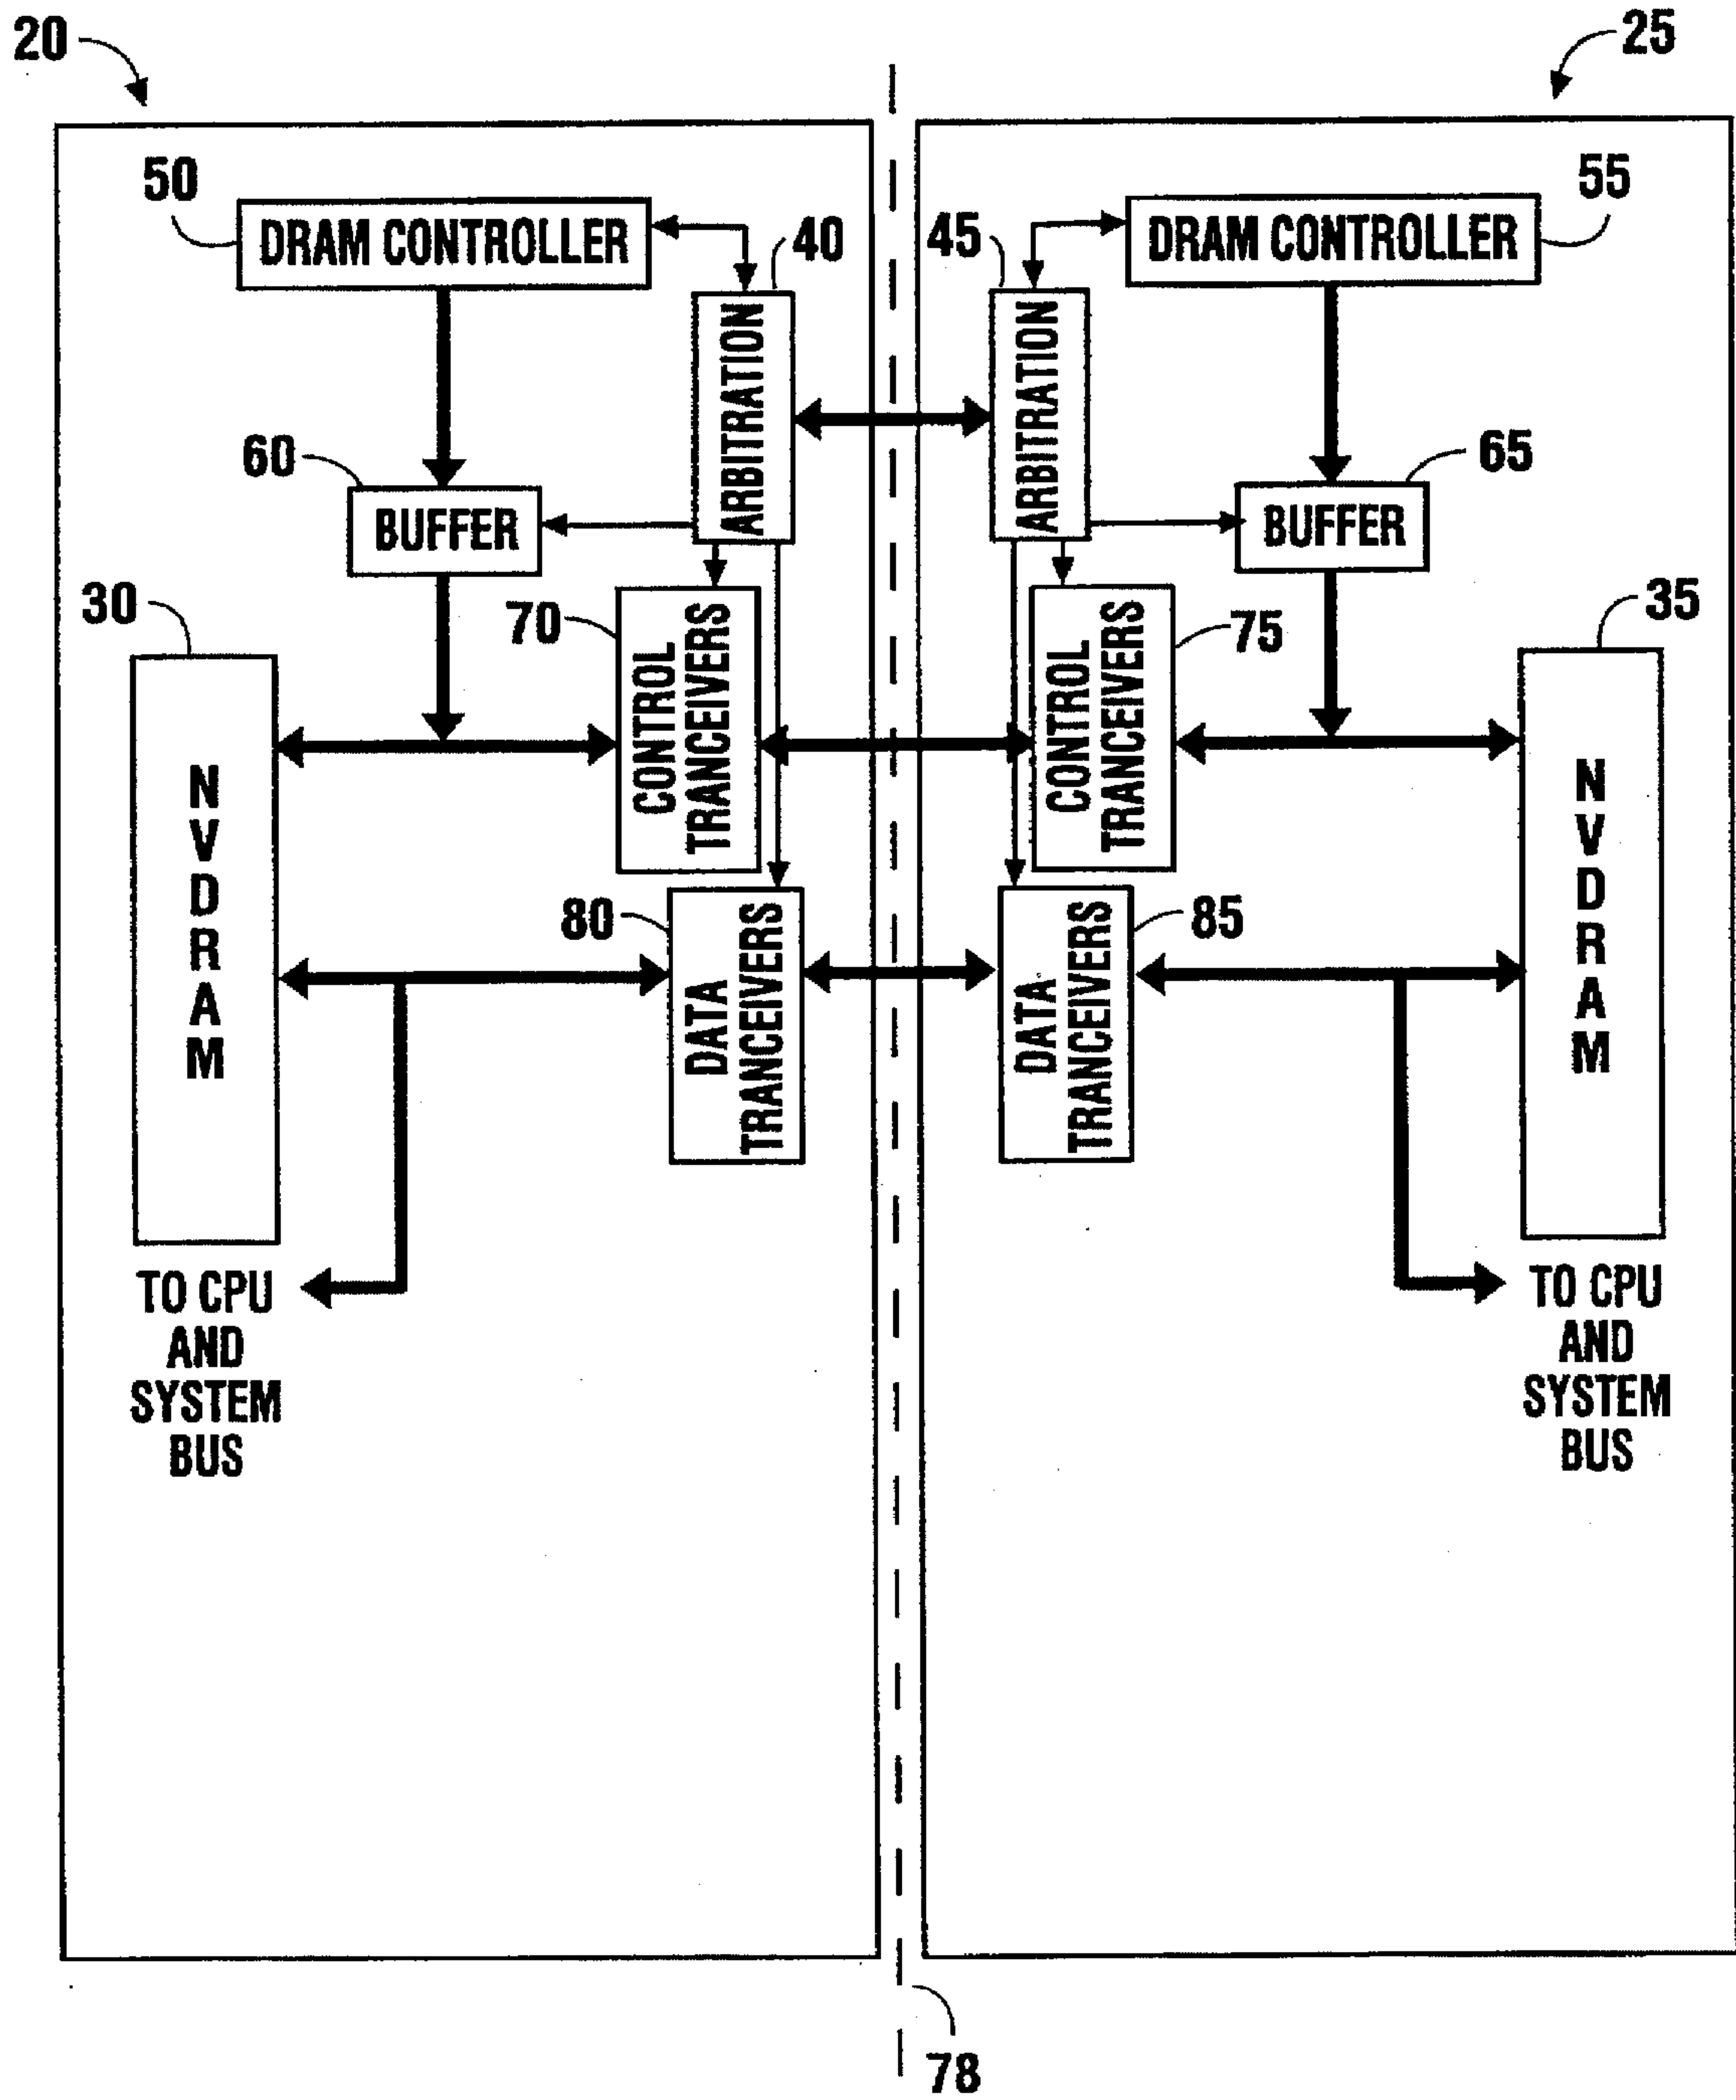 20
25
50
DRAM CONTROLLER
40
45
DRAM CONTROLLER
55
ARBITRATION
ARBITRATION
60
BUFFER
65
BUFFER
30
70
CONTROL
TRANCEIVERS
CONTROL
TRANCEIVERS
75
35
NVDRAM
NVDRAM
80
DATA
TRANCEIVERS
DATA
TRANCEIVERS
85
TO CPU
AND
SYSTEM
BUS
TO CPU
AND
SYSTEM
BUS
78